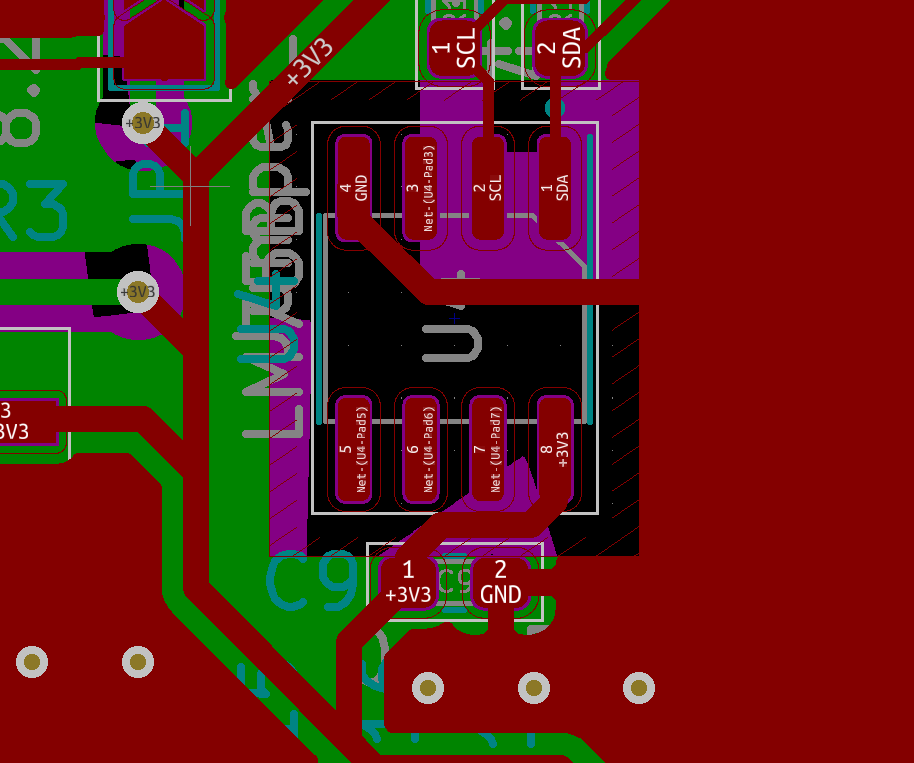 1
SCL
2
SDA
+3V3
+3V3
JP1
R3
+3V3
U4
4
GND
3
Net-(U4-Pad3)
2
SCL
1
SDA
3
3V3
5
Net-(U4-Pad5)
6
Net-(U4-Pad6)
7
Net-(U4-Pad7)
8
+3V3
C9
1
+3V3
C9
2
GND